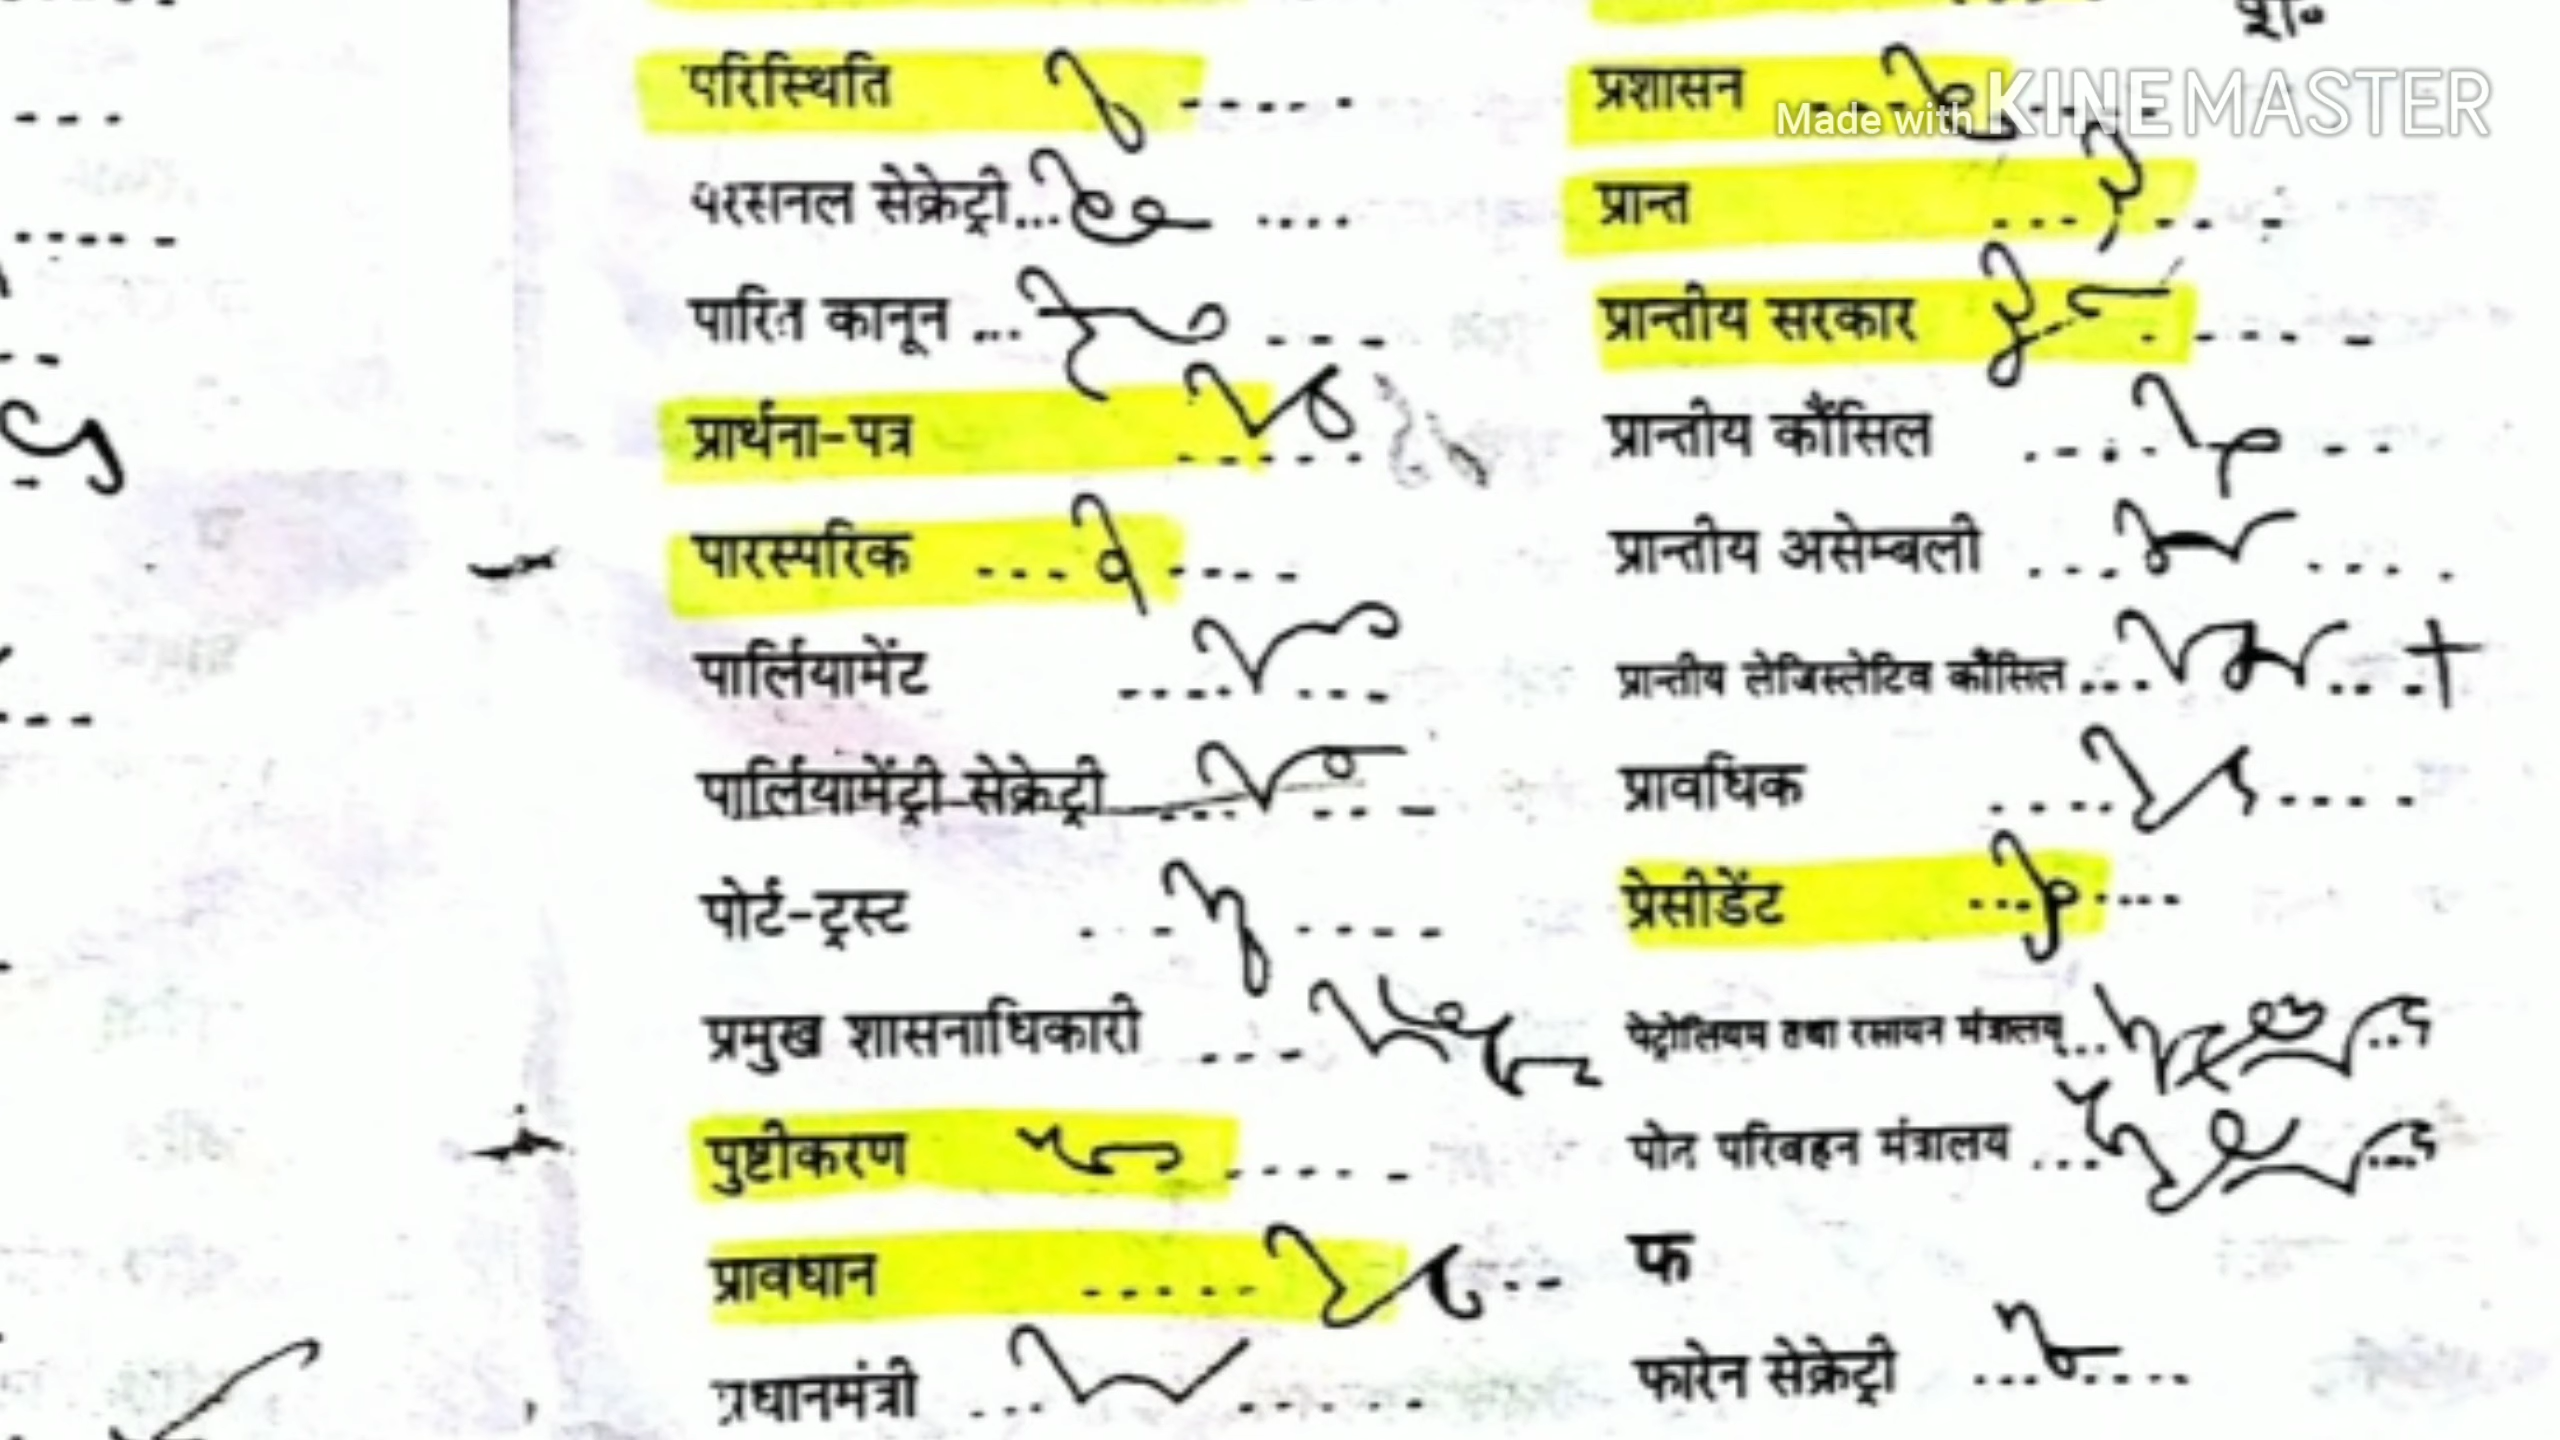 परिस्थिति
परसनल सेक्रेट्री
पारित कानून
प्रार्थना-पत्र
पारस्परिक
पार्लियामेंट
पार्लियामेंट्री सेक्रेट्री
पोर्ट-ट्रस्ट
प्रमुख शासनाधिकारी
पुष्टीकरण
प्रावधान
प्रधानमंत्री
प्रशासन
प्रान्त
प्रान्तीय सरकार
प्रान्तीय कौंसिल
प्रान्तीय असेम्बली
प्रान्तीय लेजिस्लेटिव कौंसिल
प्रावधिक
प्रेसीडेंट
पेट्रोलियम तथा रसायन मंत्रालय
पोत परिवहन मंत्रालय
फ
फारेन सेक्रेट्री
Made with KINEMASTER